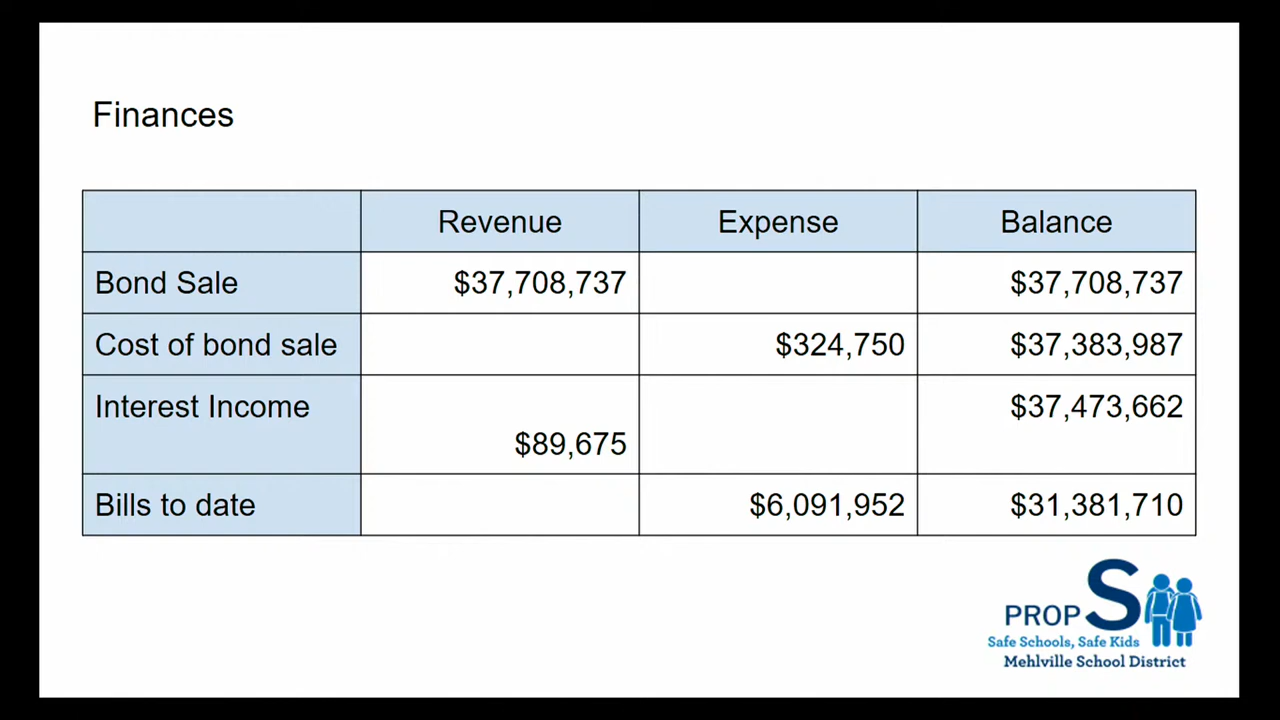 Finances
Revenue Expense Balance
Bond Sale $37,708,737 $37,708,737
Cost of bond sale $324,750 $37,383,987
Interest Income $37,473,662
$89,675
Bills to date $6,091,952 $31,381,710
PROP S
Safe Schools, Safe Kids
Mehlville School District